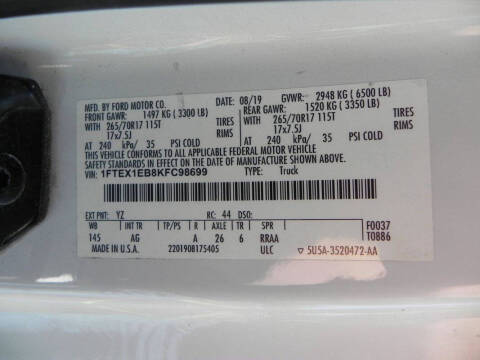 MFD. BY FORD MOTOR CO. DATE: 08/19 GVWR: 2948 KG ( 6500 LB)
FRONT GAWR: 1497 KG ( 3300 LB) REAR GAWR: 1520 KG ( 3350 LB)
WITH 265/70R17 115T TIRES WITH 265/70R17 115T TIRES
17x7.5J RIMS 17x7.5J RIMS
AT 240 kPa/ 35 PSI COLD AT 240 kPa/ 35 PSI COLD
THIS VEHICLE CONFORMS TO ALL APPLICABLE FEDERAL MOTOR VEHICLE
SAFETY STANDARDS IN EFFECT ON THE DATE OF MANUFACTURE SHOWN ABOVE.
VIN: 1FTEX1EB8KFC98699 TYPE: Truck
EXT PNT: YZ RC: 44 DSO: F0037
WB INT TR TP/PS R AXLE TR SPR T0886
145 AG A 26 6 RRAA
MADE IN U.S.A. 220190817540S ULC ▽ 5U5A-3520472-AA